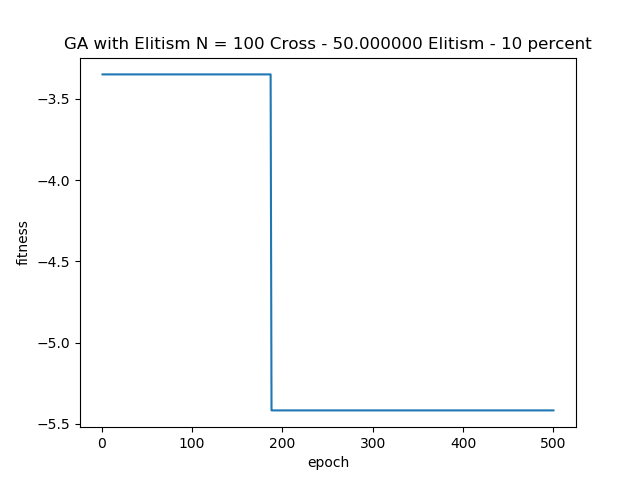 GA with Elitism N = 100 Cross - 50.000000 Elitism - 10 percent
−3.5
−4.0
−4.5
−5.0
−5.5
fitness
0 100 200 300 400 500
epoch